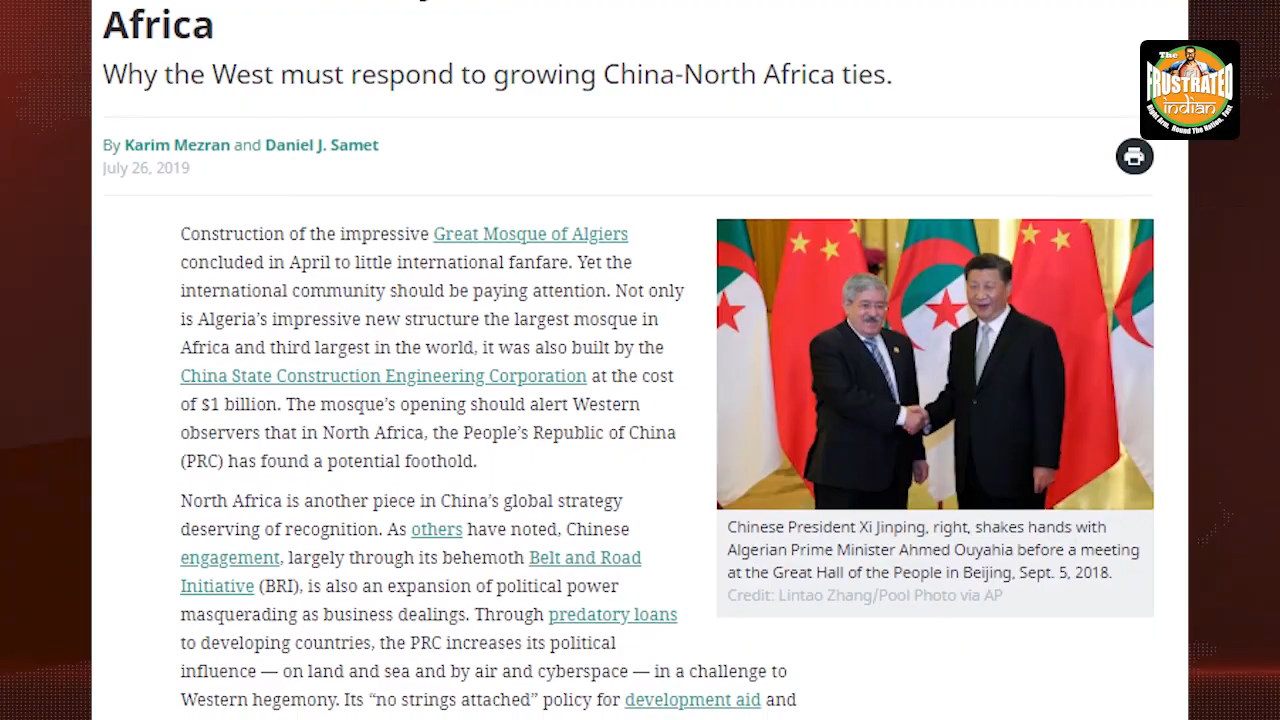 Africa
Why the West must respond to growing China-North Africa ties.
The
FRUSTRATED
indian
Right Arm. Round The Nation. Fast
By Karim Mezran and Daniel J. Samet
July 26, 2019
Construction of the impressive Great Mosque of Algiers
concluded in April to little international fanfare. Yet the
international community should be paying attention. Not only
is Algeria’s impressive new structure the largest mosque in
Africa and third largest in the world, it was also built by the
China State Construction Engineering Corporation at the cost
of $1 billion. The mosque’s opening should alert Western
observers that in North Africa, the People’s Republic of China
(PRC) has found a potential foothold.
North Africa is another piece in China’s global strategy
deserving of recognition. As others have noted, Chinese
engagement, largely through its behemoth Belt and Road
Initiative (BRI), is also an expansion of political power
masquerading as business dealings. Through predatory loans
to developing countries, the PRC increases its political
influence — on land and sea and by air and cyberspace — in a challenge to
Western hegemony. Its “no strings attached” policy for development aid and
Chinese President Xi Jinping, right, shakes hands with
Algerian Prime Minister Ahmed Ouyahia before a meeting
at the Great Hall of the People in Beijing, Sept. 5, 2018.
Credit: Lintao Zhang/Pool Photo via AP